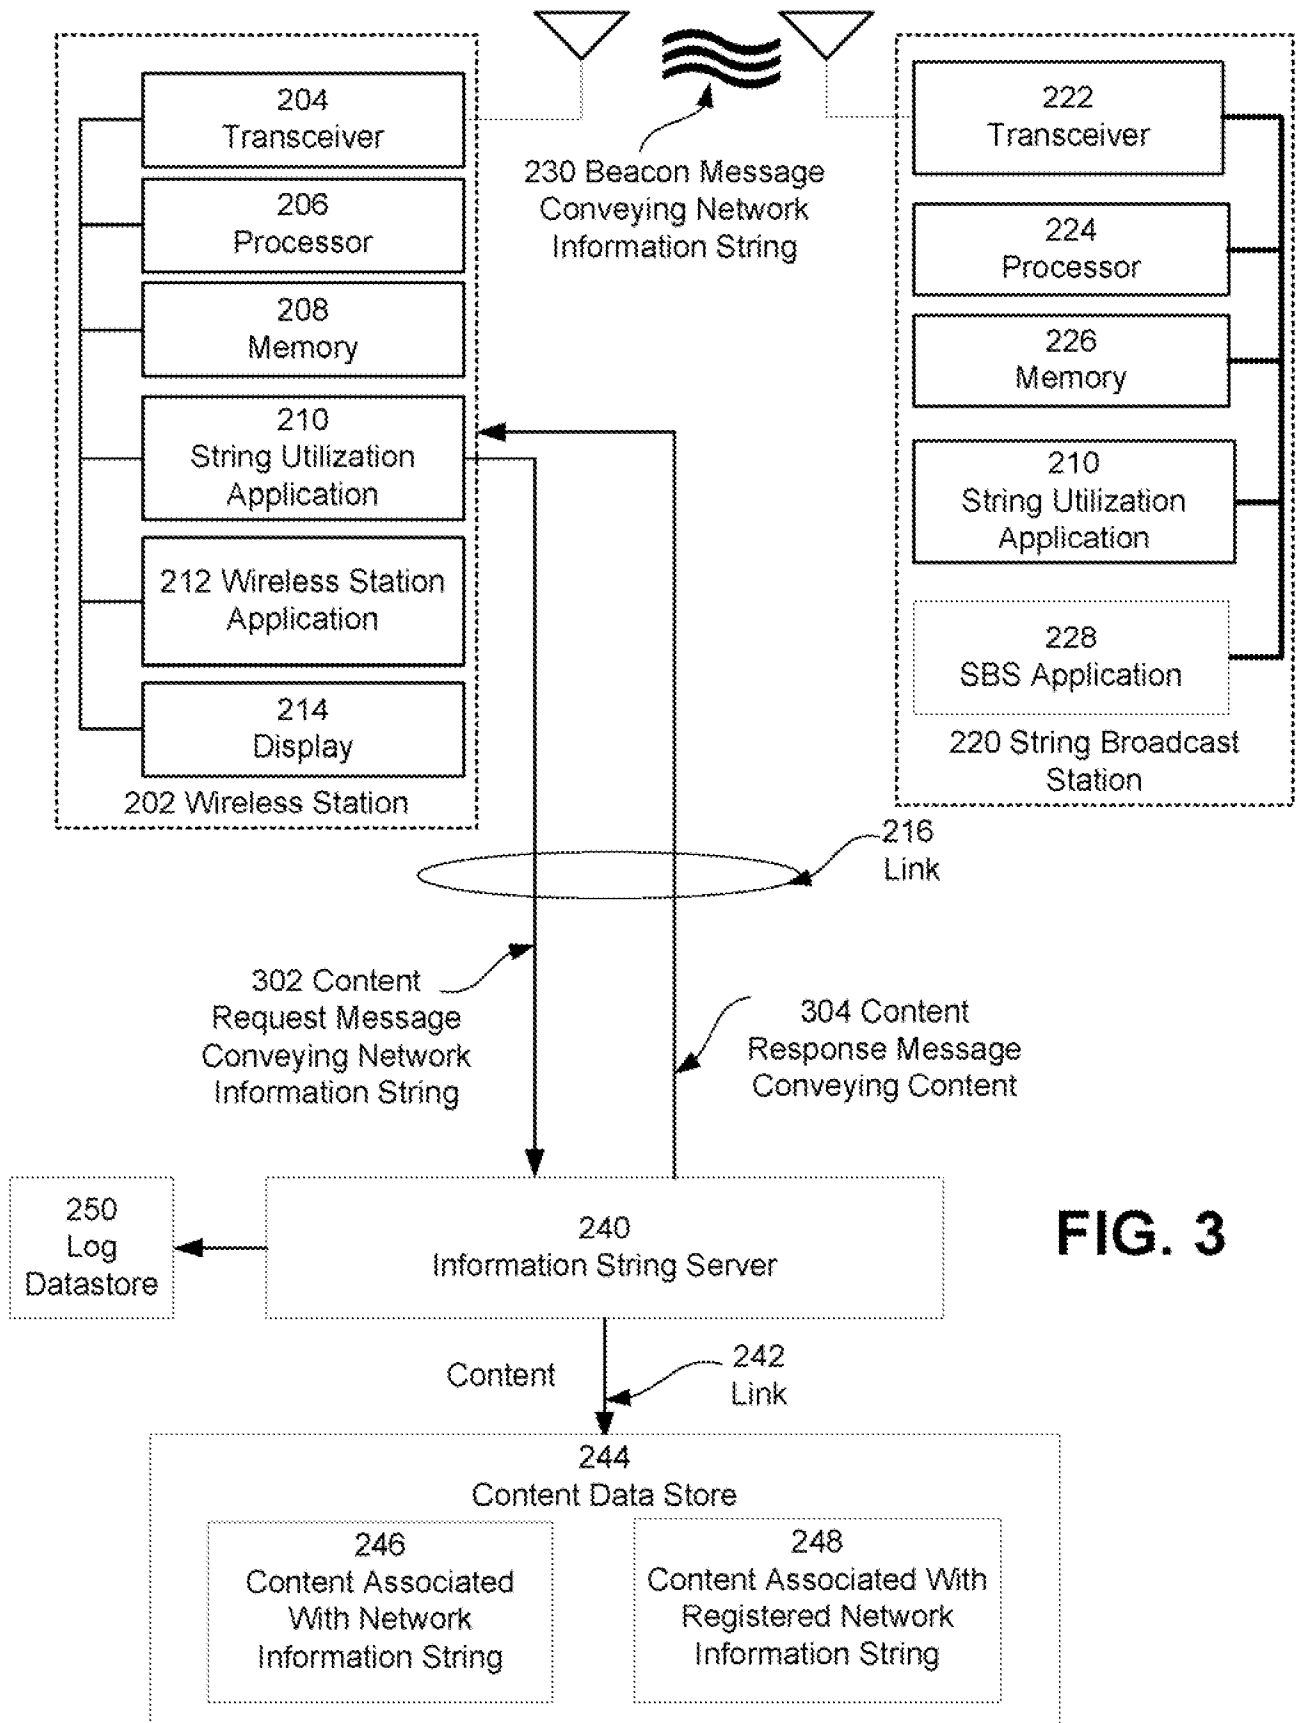 204
Transceiver
206
Processor
208
Memory
210
String Utilization
Application
212 Wireless Station
Application
214
Display
202 Wireless Station
230 Beacon Message
Conveying Network
Information String
222
Transceiver
224
Processor
226
Memory
210
String Utilization
Application
228
SBS Application
220 String Broadcast
Station
216
Link
302 Content
Request Message
Conveying Network
Information String
304 Content
Response Message
Conveying Content
250
Log
Datastore
240
Information String Server
FIG. 3
Content
242
Link
244
Content Data Store
246
Content Associated
With Network
Information String
248
Content Associated With
Registered Network
Information String